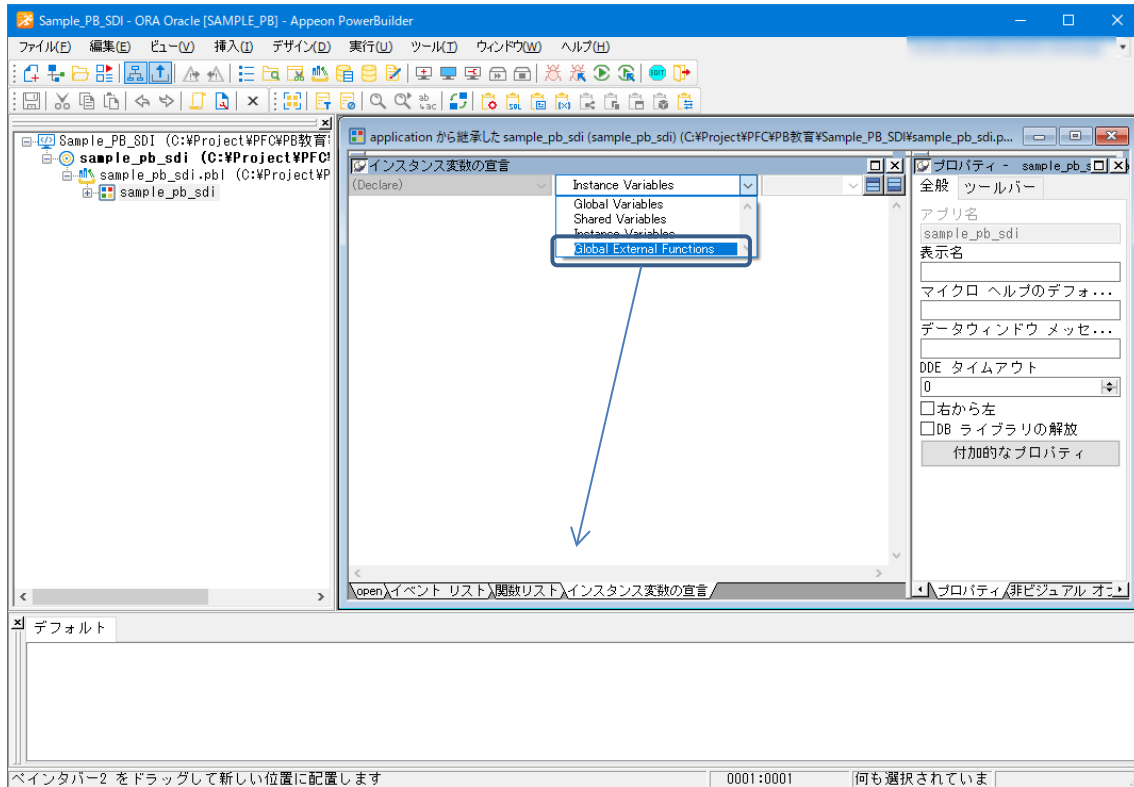 Sample_PB_SDI - ORA Oracle [SAMPLE_PB] - Appeon PowerBuilder
ファイル(F) 編集(E) ビュー(V) 挿入(I) デザイン(D) 実行(U) ツール(T) ウィンドウ(W) ヘルプ(H)
Sample_PB_SDI (C:¥Project¥PFC¥PB教育
sample_pb_sdi (C:¥Project¥PFC
sample_pb_sdi.pbl (C:¥Project¥P
sample_pb_sdi
application から継承した sample_pb_sdi (sample_pb_sdi) (C:¥Project¥PFC¥PB教育¥Sample_PB_SDI¥sample_pb_sdi.p...
インスタンス変数の宣言
(Declare) Instance Variables
Global Variables
Shared Variables
Instance Variables
Global External Functions
open イベント リスト 関数リスト インスタンス変数の宣言
プロパティ - sample_pb_s
全般 ツールバー
アプリ名
sample_pb_sdi
表示名
マイクロ ヘルプのデフォ...
データウィンドウ メッセ...
DDE タイムアウト
0
右から左
DB ライブラリの解放
付加的なプロパティ
プロパティ 非ビジュアル オブ
デフォルト
ペインタバー2 をドラッグして新しい位置に配置します 0001:0001 何も選択されていま